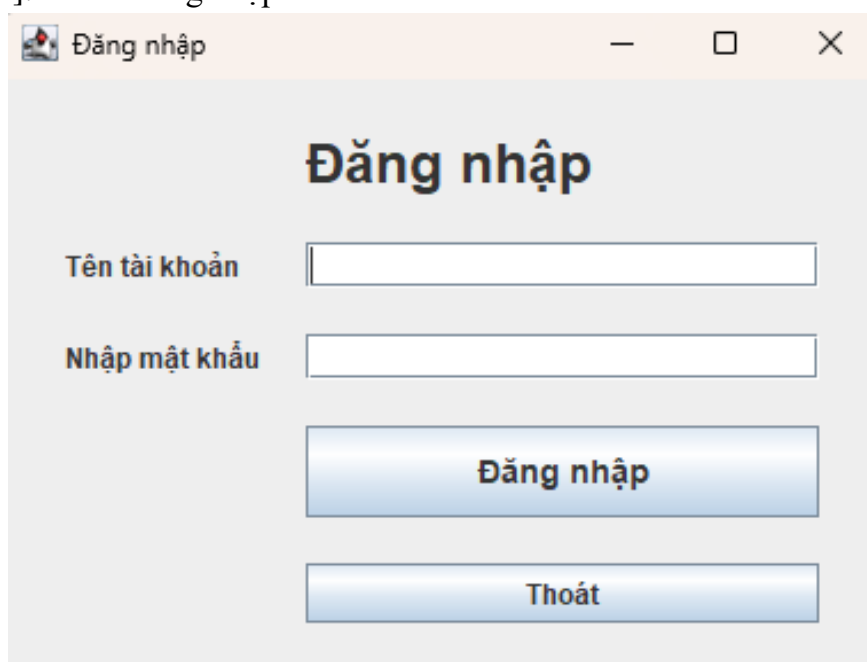 Đăng nhập
Đăng nhập
Tên tài khoản
Nhập mật khẩu
Đăng nhập
Thoát